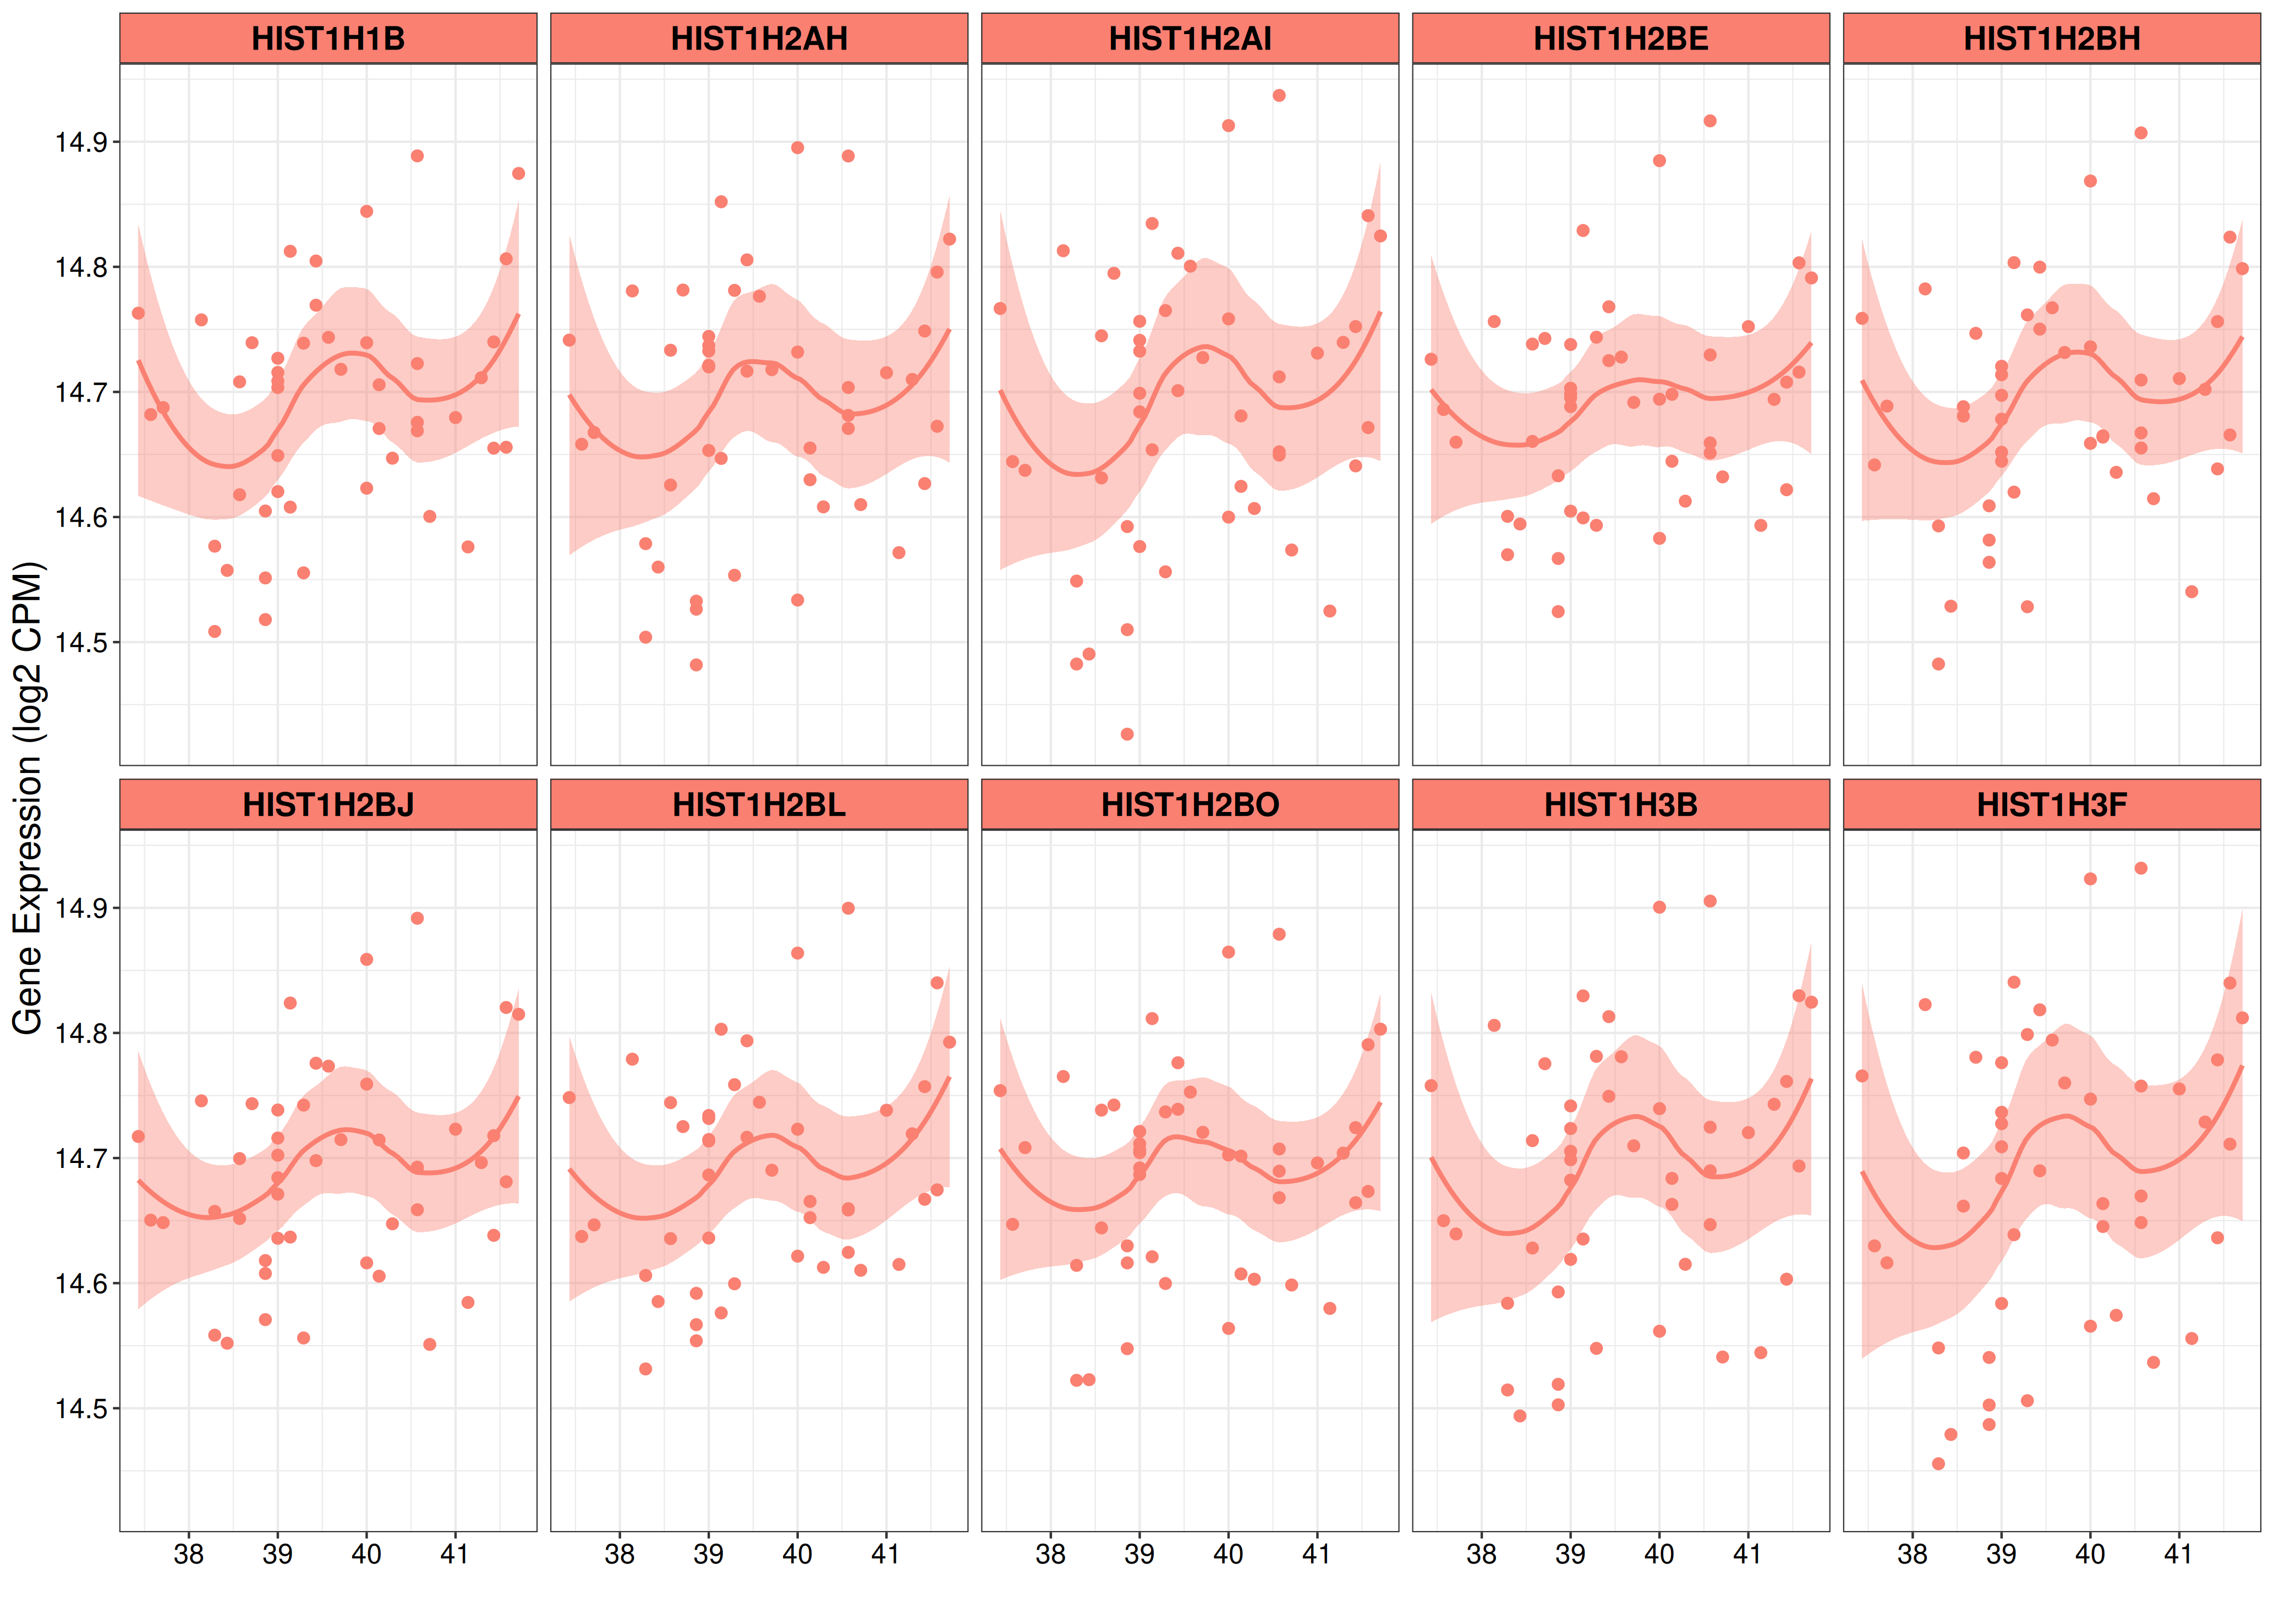 HIST1H1B HIST1H2AH HIST1H2AI HIST1H2BE HIST1H2BH
14.9
14.8
14.7
14.6
14.5
Gene Expression (log2 CPM)
HIST1H2BJ HIST1H2BL HIST1H2BO HIST1H3B HIST1H3F
14.9
14.8
14.7
14.6
14.5
38 39 40 41 38 39 40 41 38 39 40 41 38 39 40 41 38 39 40 41